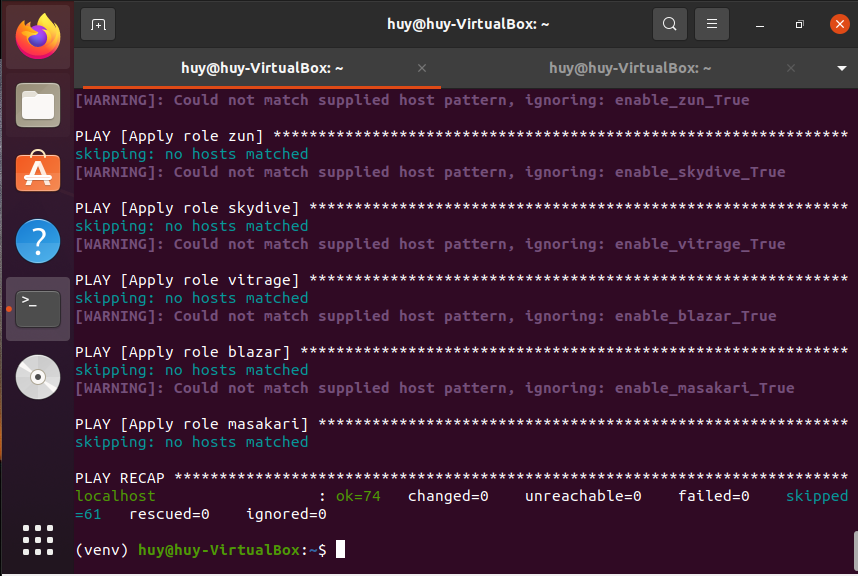 huy@huy-VirtualBox: ~
huy@huy-VirtualBox: ~
huy@huy-VirtualBox: ~
[WARNING]: Could not match supplied host pattern, ignoring: enable_zun_True
PLAY [Apply role zun] ****************************************************************
skipping: no hosts matched
[WARNING]: Could not match supplied host pattern, ignoring: enable_skydive_True
PLAY [Apply role skydive] ************************************************************
skipping: no hosts matched
[WARNING]: Could not match supplied host pattern, ignoring: enable_vitrage_True
PLAY [Apply role vitrage] ************************************************************
skipping: no hosts matched
[WARNING]: Could not match supplied host pattern, ignoring: enable_blazar_True
PLAY [Apply role blazar] *************************************************************
skipping: no hosts matched
[WARNING]: Could not match supplied host pattern, ignoring: enable_masakari_True
PLAY [Apply role masakari] ***********************************************************
skipping: no hosts matched
PLAY RECAP ***************************************************************************
localhost                  : ok=74   changed=0    unreachable=0    failed=0    skipped
=61   rescued=0    ignored=0
(venv) huy@huy-VirtualBox:~$